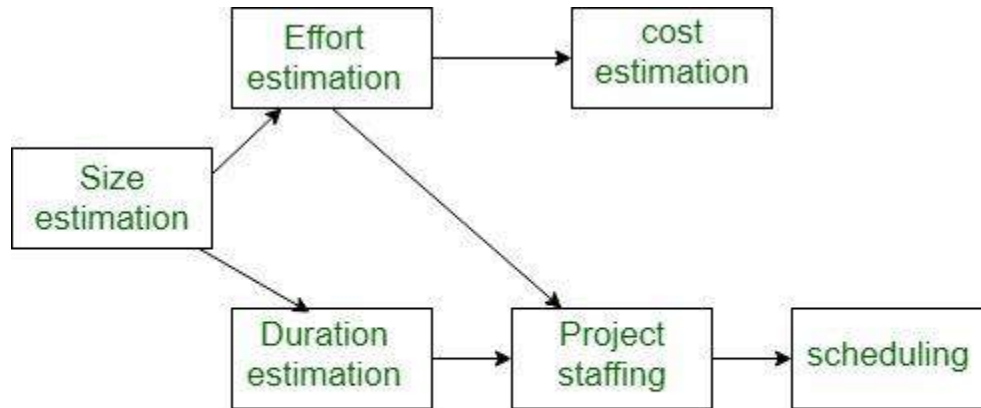 Effort
estimation
cost
estimation
Size
estimation
Duration
estimation
Project
staffing
scheduling